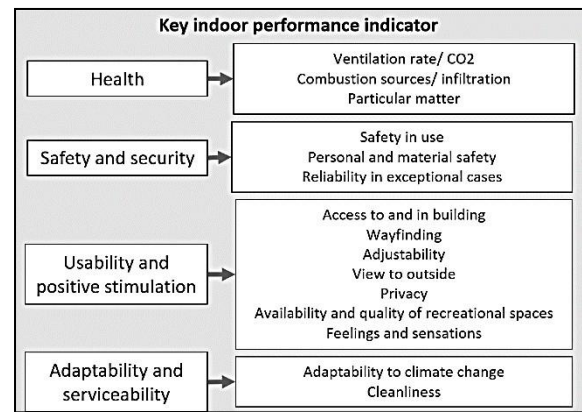 Key indoor performance indicator
Health
Ventilation rate/ CO2
Combustion sources/ infiltration
Particular matter
Safety and security
Safety in use
Personal and material safety
Reliability in exceptional cases
Usability and
positive stimulation
Access to and in building
Wayfinding
Adjustability
View to outside
Privacy
Availability and quality of recreational spaces
Feelings and sensations
Adaptability and
serviceability
Adaptability to climate change
Cleanliness